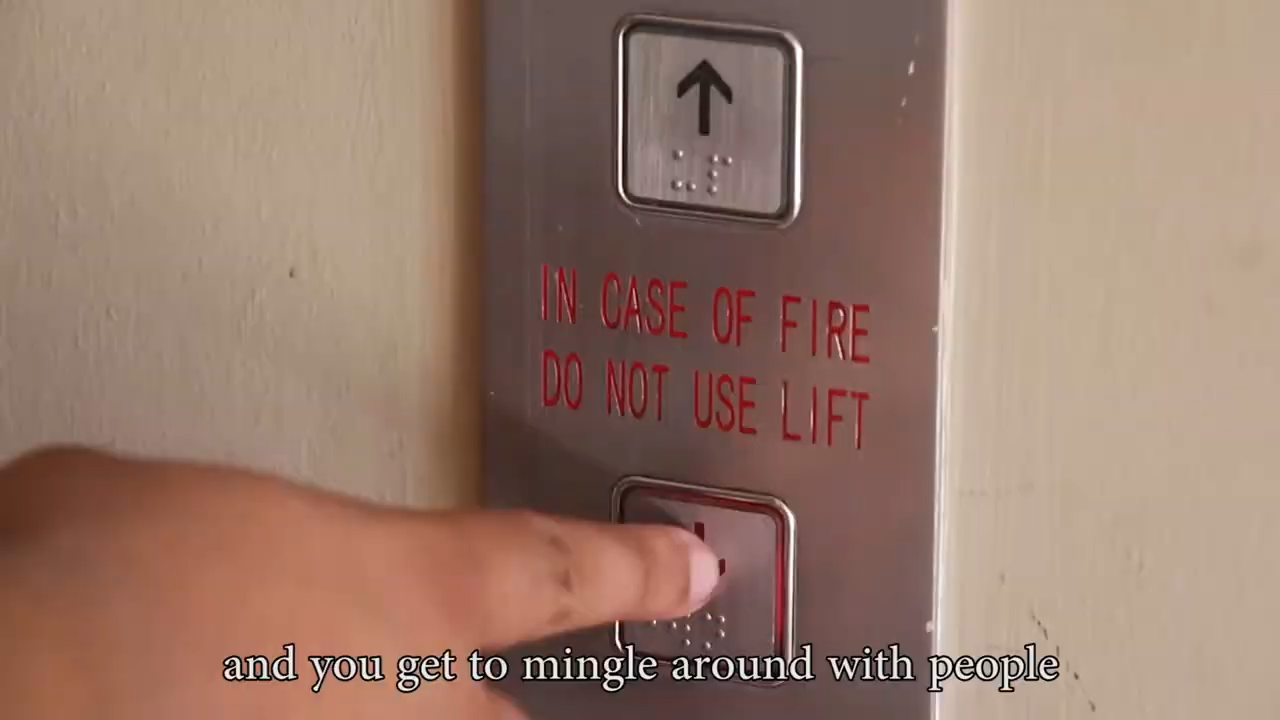 IN CASE OF FIRE
DO NOT USE LIFT
and you get to mingle around with people